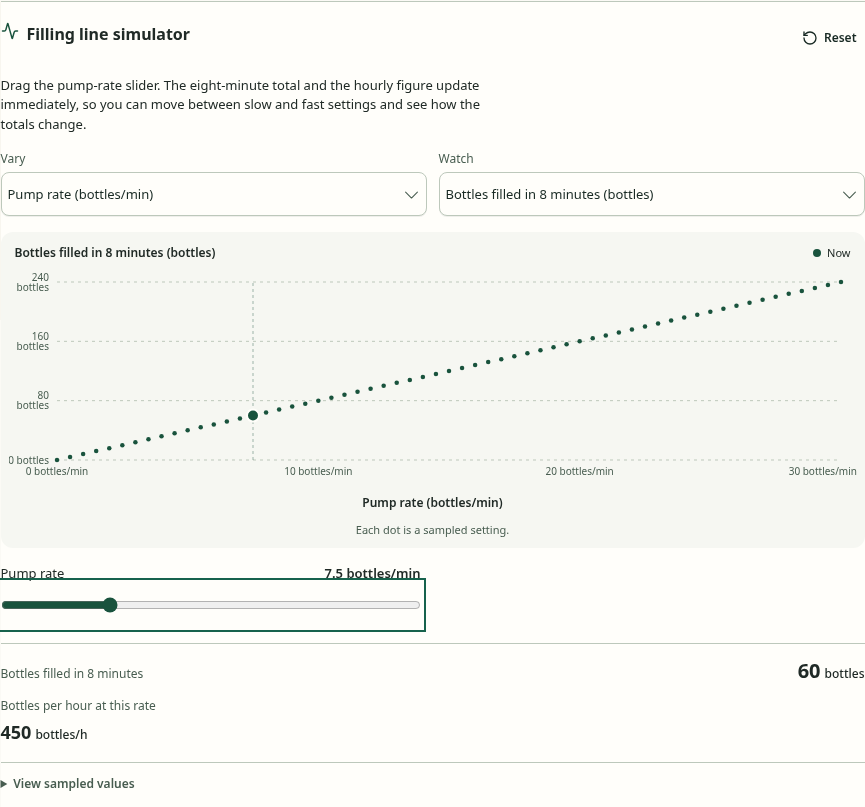 Filling line simulator
Reset
Drag the pump-rate slider. The eight-minute total and the hourly figure update
immediately, so you can move between slow and fast settings and see how the
totals change.
Vary
Watch
Pump rate (bottles/min)
Bottles filled in 8 minutes (bottles)
Bottles filled in 8 minutes (bottles)
Now
240
bottles
160
bottles
80
bottles
0 bottles
0 bottles/min
10 bottles/min
20 bottles/min
30 bottles/min
Pump rate (bottles/min)
Each dot is a sampled setting.
Pump rate
7.5 bottles/min
Bottles filled in 8 minutes
60 bottles
Bottles per hour at this rate
450 bottles/h
View sampled values